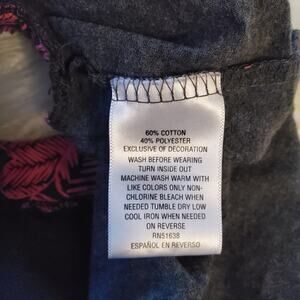 60% COTTON
40% POLYESTER
EXCLUSIVE OF DECORATION
WASH BEFORE WEARING
TURN INSIDE OUT
MACHINE WASH WARM WITH
LIKE COLORS ONLY NON-
CHLORINE BLEACH WHEN
NEEDED TUMBLE DRY LOW
COOL IRON WHEN NEEDED
ON REVERSE
RN51638
ESPAÑOL EN REVERSO